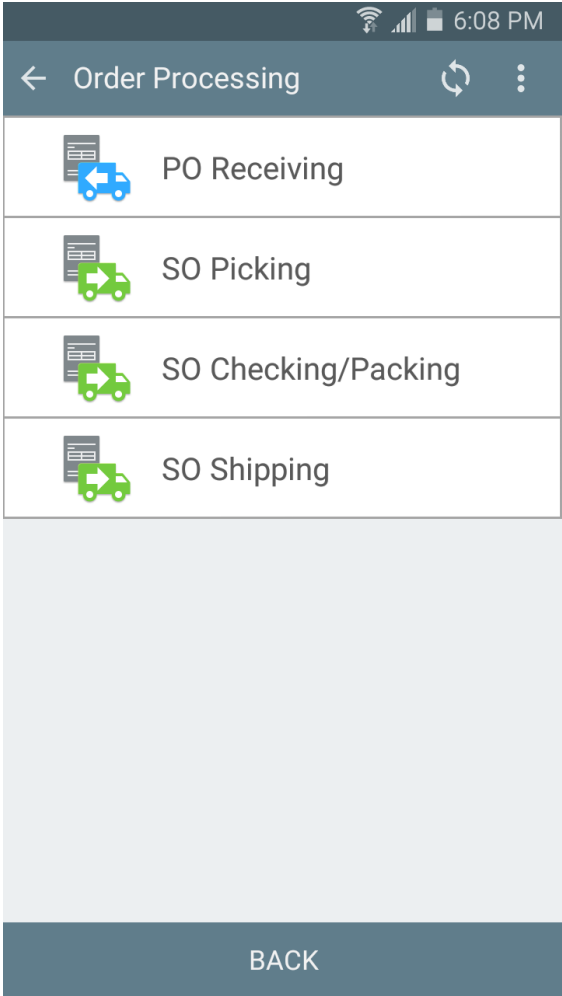 6:08 PM
Order Processing
PO Receiving
SO Picking
SO Checking/Packing
SO Shipping
BACK